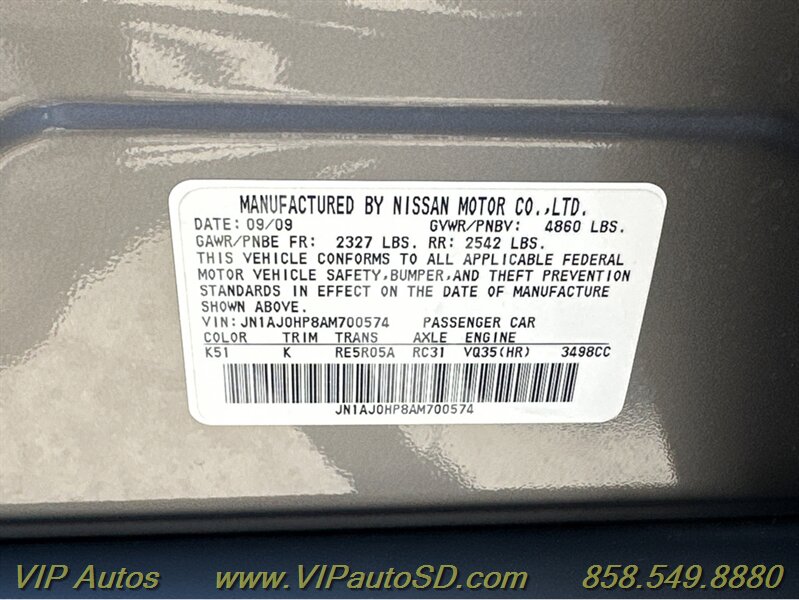 MANUFACTURED BY NISSAN MOTOR CO.,LTD.
DATE: 09/09 GVWR/PNBV: 4860 LBS.
GAWR/PNBE FR: 2327 LBS. RR: 2542 LBS.
THIS VEHICLE CONFORMS TO ALL APPLICABLE FEDERAL
MOTOR VEHICLE SAFETY,BUMPER,AND THEFT PREVENTION
STANDARDS IN EFFECT ON THE DATE OF MANUFACTURE
SHOWN ABOVE.
VIN:JN1AJ0HP8AM700574 PASSENGER CAR
COLOR TRIM TRANS AXLE ENGINE
K51 K RE5R05A RC31 VQ35(HR) 3498CC
JN1AJ0HP8AM700574
VIP Autos www.VIPautoSD.com 858.549.8880